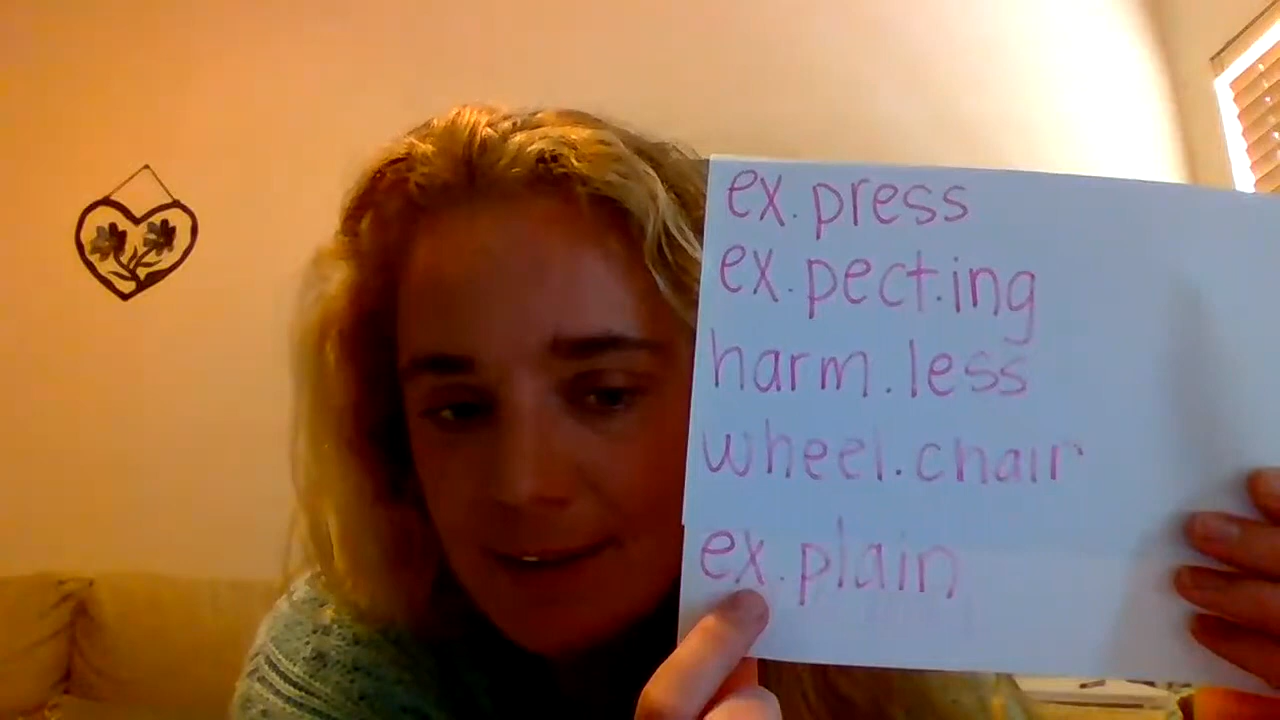 ex.press
ex.pect.ing
harm.less
wheel.chair
ex.plain